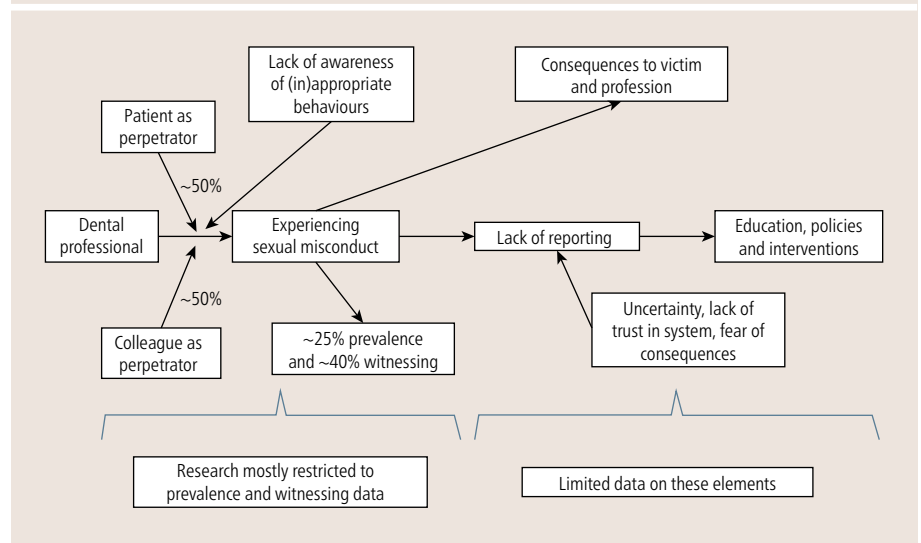 Lack of awareness
of (in)appropriate
behaviours
Consequences to victim
and profession
Patient as
perpetrator
~50%
Dental
professional
Experiencing
sexual misconduct
Lack of reporting
Education, policies
and interventions
~50%
Colleague as
perpetrator
~25% prevalence
and ~40% witnessing
Uncertainty, lack of
trust in system, fear of
consequences
Research mostly restricted to
prevalence and witnessing data
Limited data on these elements